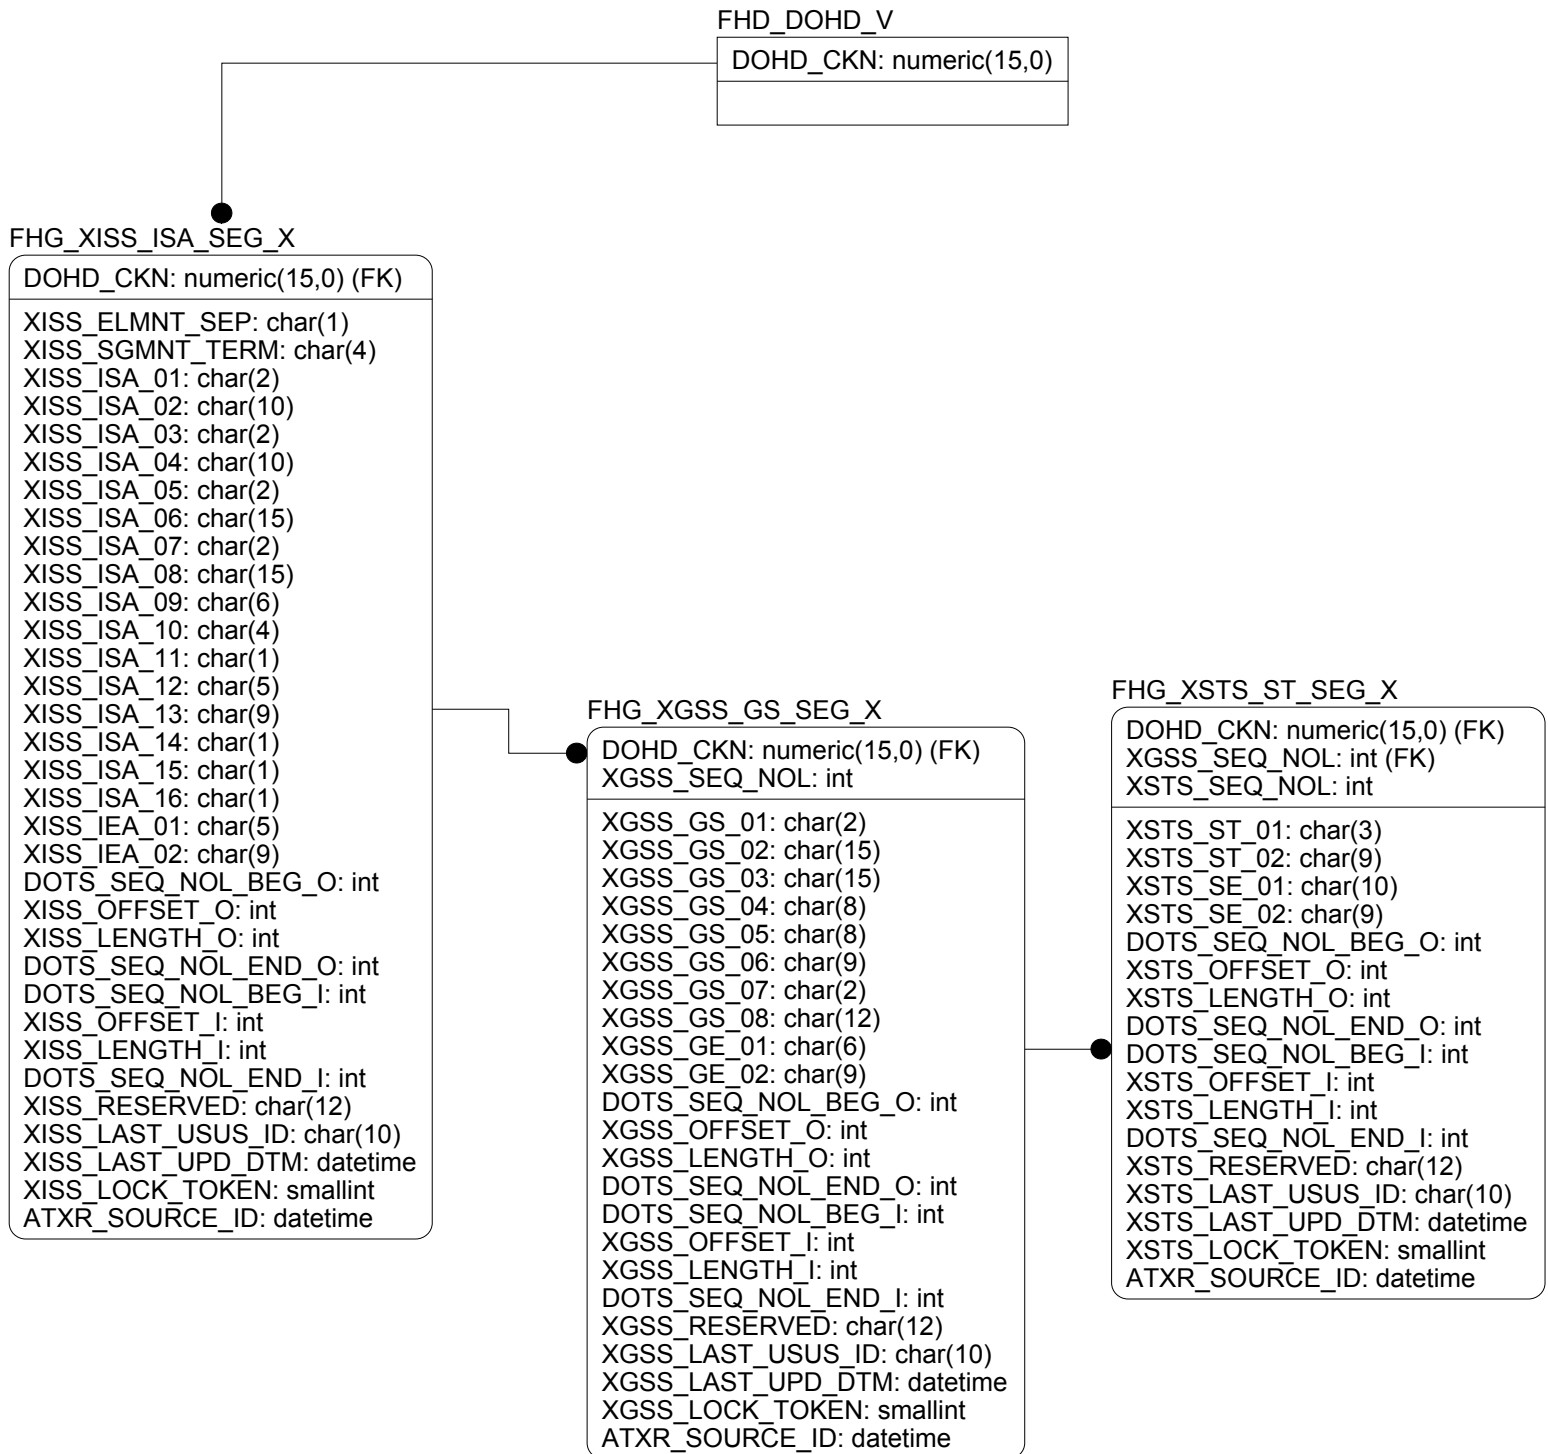 FHD_DOHD_V
DOHD_CKN: numeric(15,0)
FHG_XISS_ISA_SEG_X
DOHD_CKN: numeric(15,0) (FK)
XISS_ELMNT_SEP: char(1)
XISS_SGMNT_TERM: char(4)
XISS_ISA_01: char(2)
XISS_ISA_02: char(10)
XISS_ISA_03: char(2)
XISS_ISA_04: char(10)
XISS_ISA_05: char(2)
XISS_ISA_06: char(15)
XISS_ISA_07: char(2)
XISS_ISA_08: char(15)
XISS_ISA_09: char(6)
XISS_ISA_10: char(4)
XISS_ISA_11: char(1)
XISS_ISA_12: char(5)
XISS_ISA_13: char(9)
XISS_ISA_14: char(1)
XISS_ISA_15: char(1)
XISS_ISA_16: char(1)
XISS_IEA_01: char(5)
XISS_IEA_02: char(9)
DOTS_SEQ_NOL_BEG_O: int
XISS_OFFSET_O: int
XISS_LENGTH_O: int
DOTS_SEQ_NOL_END_O: int
DOTS_SEQ_NOL_BEG_I: int
XISS_OFFSET_I: int
XISS_LENGTH_I: int
DOTS_SEQ_NOL_END_I: int
XISS_RESERVED: char(12)
XISS_LAST_USUS_ID: char(10)
XISS_LAST_UPD_DTM: datetime
XISS_LOCK_TOKEN: smallint
ATXR_SOURCE_ID: datetime
FHG_XGSS_GS_SEG_X
DOHD_CKN: numeric(15,0) (FK)
XGSS_SEQ_NOL: int
XGSS_GS_01: char(2)
XGSS_GS_02: char(15)
XGSS_GS_03: char(15)
XGSS_GS_04: char(8)
XGSS_GS_05: char(8)
XGSS_GS_06: char(9)
XGSS_GS_07: char(2)
XGSS_GS_08: char(12)
XGSS_GE_01: char(6)
XGSS_GE_02: char(9)
DOTS_SEQ_NOL_BEG_O: int
XGSS_OFFSET_O: int
XGSS_LENGTH_O: int
DOTS_SEQ_NOL_END_O: int
DOTS_SEQ_NOL_BEG_I: int
XGSS_OFFSET_I: int
XGSS_LENGTH_I: int
DOTS_SEQ_NOL_END_I: int
XGSS_RESERVED: char(12)
XGSS_LAST_USUS_ID: char(10)
XGSS_LAST_UPD_DTM: datetime
XGSS_LOCK_TOKEN: smallint
ATXR_SOURCE_ID: datetime
FHG_XSTS_ST_SEG_X
DOHD_CKN: numeric(15,0) (FK)
XGSS_SEQ_NOL: int (FK)
XSTS_SEQ_NOL: int
XSTS_ST_01: char(3)
XSTS_ST_02: char(9)
XSTS_SE_01: char(10)
XSTS_SE_02: char(9)
DOTS_SEQ_NOL_BEG_O: int
XSTS_OFFSET_O: int
XSTS_LENGTH_O: int
DOTS_SEQ_NOL_END_O: int
DOTS_SEQ_NOL_BEG_I: int
XSTS_OFFSET_I: int
XSTS_LENGTH_I: int
DOTS_SEQ_NOL_END_I: int
XSTS_RESERVED: char(12)
XSTS_LAST_USUS_ID: char(10)
XSTS_LAST_UPD_DTM: datetime
XSTS_LOCK_TOKEN: smallint
ATXR_SOURCE_ID: datetime